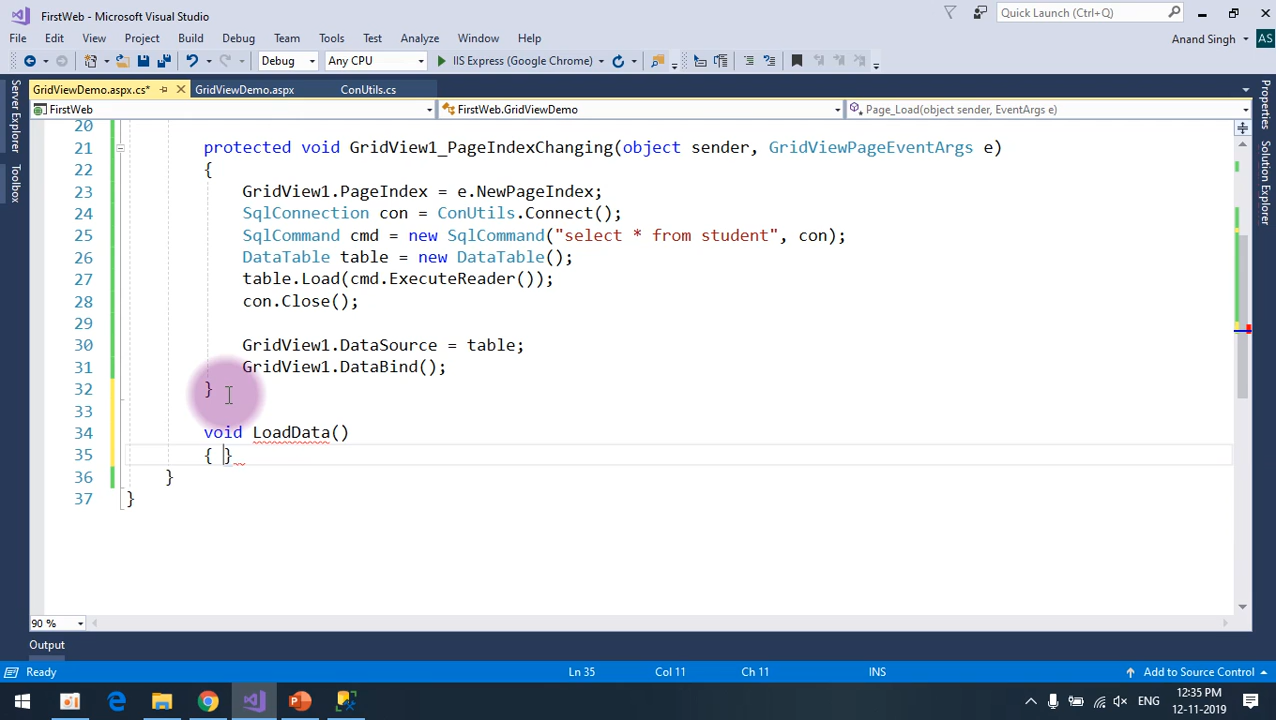 FirstWeb - Microsoft Visual Studio
Quick Launch (Ctrl+Q)
File Edit View Project Build Debug Team Tools Test Analyze Window Help
Anand Singh AS
Debug Any CPU IIS Express (Google Chrome)
GridViewDemo.aspx.cs* GridViewDemo.aspx ConUtils.cs
FirstWeb FirstWeb.GridViewDemo Page_Load(object sender, EventArgs e)
Server Explorer
Toolbox
Properties
Solution Explorer
20
21 protected void GridView1_PageIndexChanging(object sender, GridViewPageEventArgs e)
22 {
23 GridView1.PageIndex = e.NewPageIndex;
24 SqlConnection con = ConUtils.Connect();
25 SqlCommand cmd = new SqlCommand("select * from student", con);
26 DataTable table = new DataTable();
27 table.Load(cmd.ExecuteReader());
28 con.Close();
29
30 GridView1.DataSource = table;
31 GridView1.DataBind();
32 }
33
34 void LoadData()
35 { }
36 }
37 }
90 %
Output
Ready Ln 35 Col 11 Ch 11 INS Add to Source Control
ENG 12:35 PM
12-11-2019